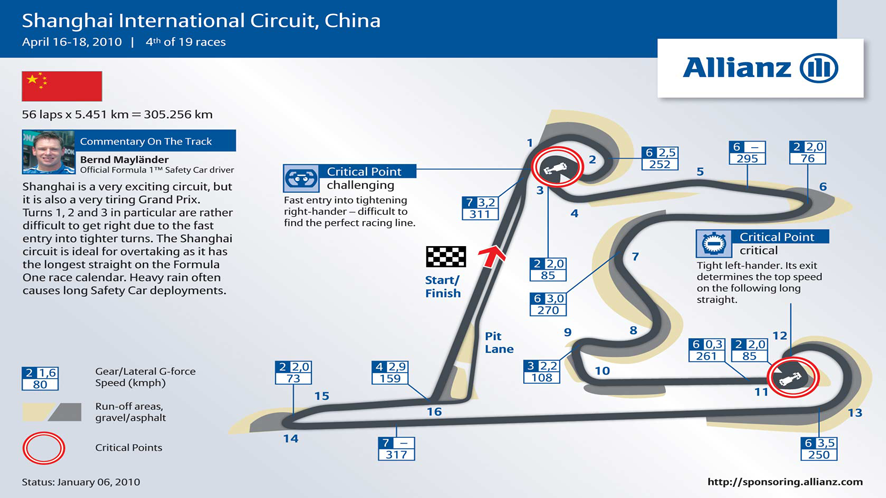 Shanghai International Circuit, China
April 16-18, 2010 | 4th of 19 races
Allianz
56 laps x 5.451 km = 305.256 km
Commentary On The Track
Bernd Mayländer
Official Formula 1™ Safety Car driver
Shanghai is a very exciting circuit, but
it is also a very tiring Grand Prix.
Turns 1, 2 and 3 in particular are rather
difficult to get right due to the fast
entry into tighter turns. The Shanghai
circuit is ideal for overtaking as it has
the longest straight on the Formula
One race calendar. Heavy rain often
causes long Safety Car deployments.
Critical Point
challenging
Fast entry into tightening
right-hander – difficult to
find the perfect racing line.
1
2
3
4
5
6
7 3,2
311
6 2,5
252
6 –
295
2 2,0
76
2 2,0
85
6 3,0
270
Start/
Finish
Pit
Lane
7
8
9
10
Critical Point
critical
Tight left-hander. Its exit
determines the top speed
on the following long
straight.
3 2,2
108
6 0,3
261
2 2,0
85
11
12
13
2 2,0
73
4 2,9
159
14
15
16
7 –
317
6 3,5
250
2 1,6
80
Gear/Lateral G-force
Speed (kmph)
Run-off areas,
gravel/asphalt
Critical Points
Status: January 06, 2010
http://sponsoring.allianz.com